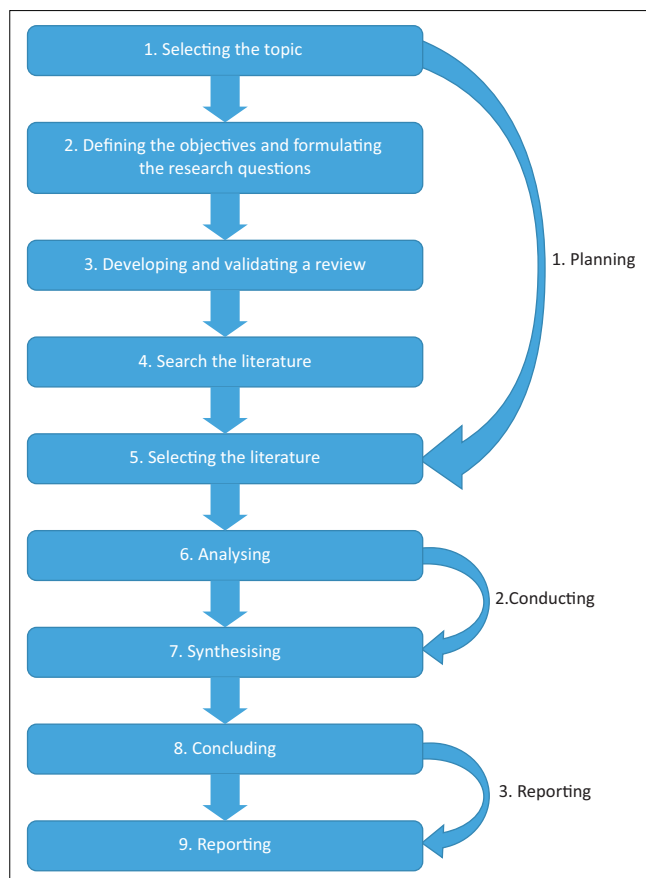 1. Selecting the topic
2. Defining the objectives and formulating
the research questions
3. Developing and validating a review
1. Planning
4. Search the literature
5. Selecting the literature
6. Analysing
2.Conducting
7. Synthesising
8. Concluding
3. Reporting
9. Reporting